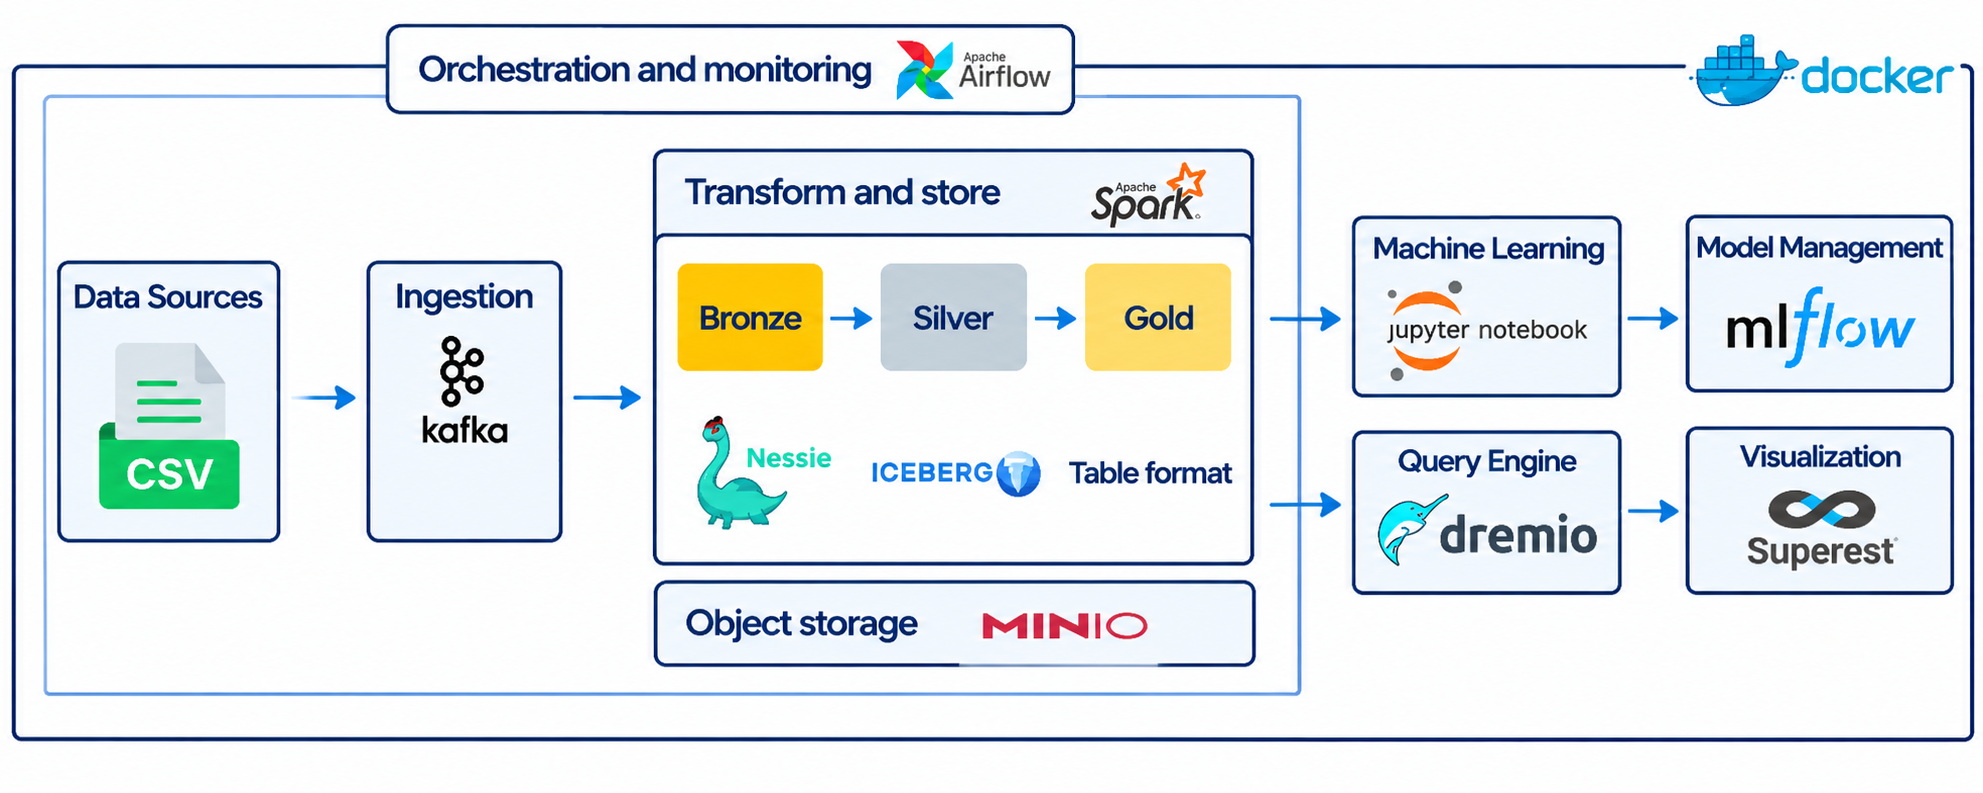 Orchestration and monitoring
Apache
Airflow
docker
Transform and store
Apache
Spark
Data Sources
CSV
Ingestion
kafka
Bronze
Silver
Gold
Nessie
ICEBERG
Table format
Object storage
MINIO
Machine Learning
jupyter notebook
Model Management
mlflow
Query Engine
dremio
Visualization
Superest